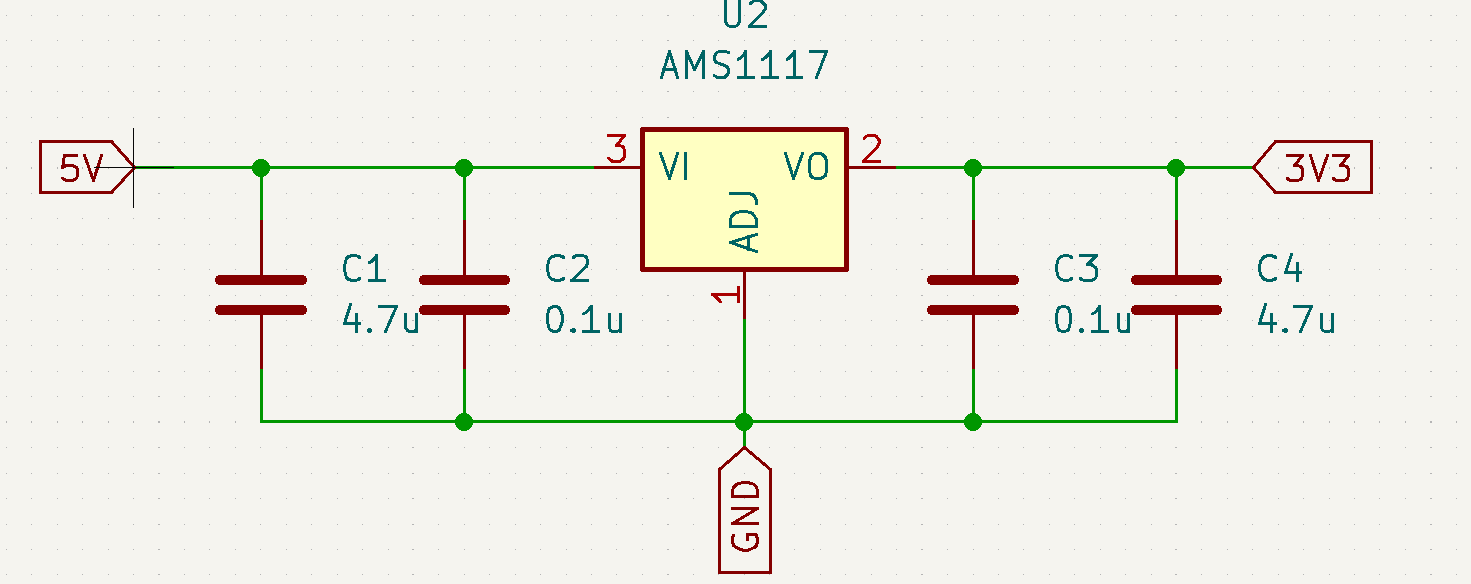 U2
AMS1117
5V
3
VI
VO
2
3V3
ADJ
1
C1
4.7u
C2
0.1u
C3
0.1u
C4
4.7u
GND